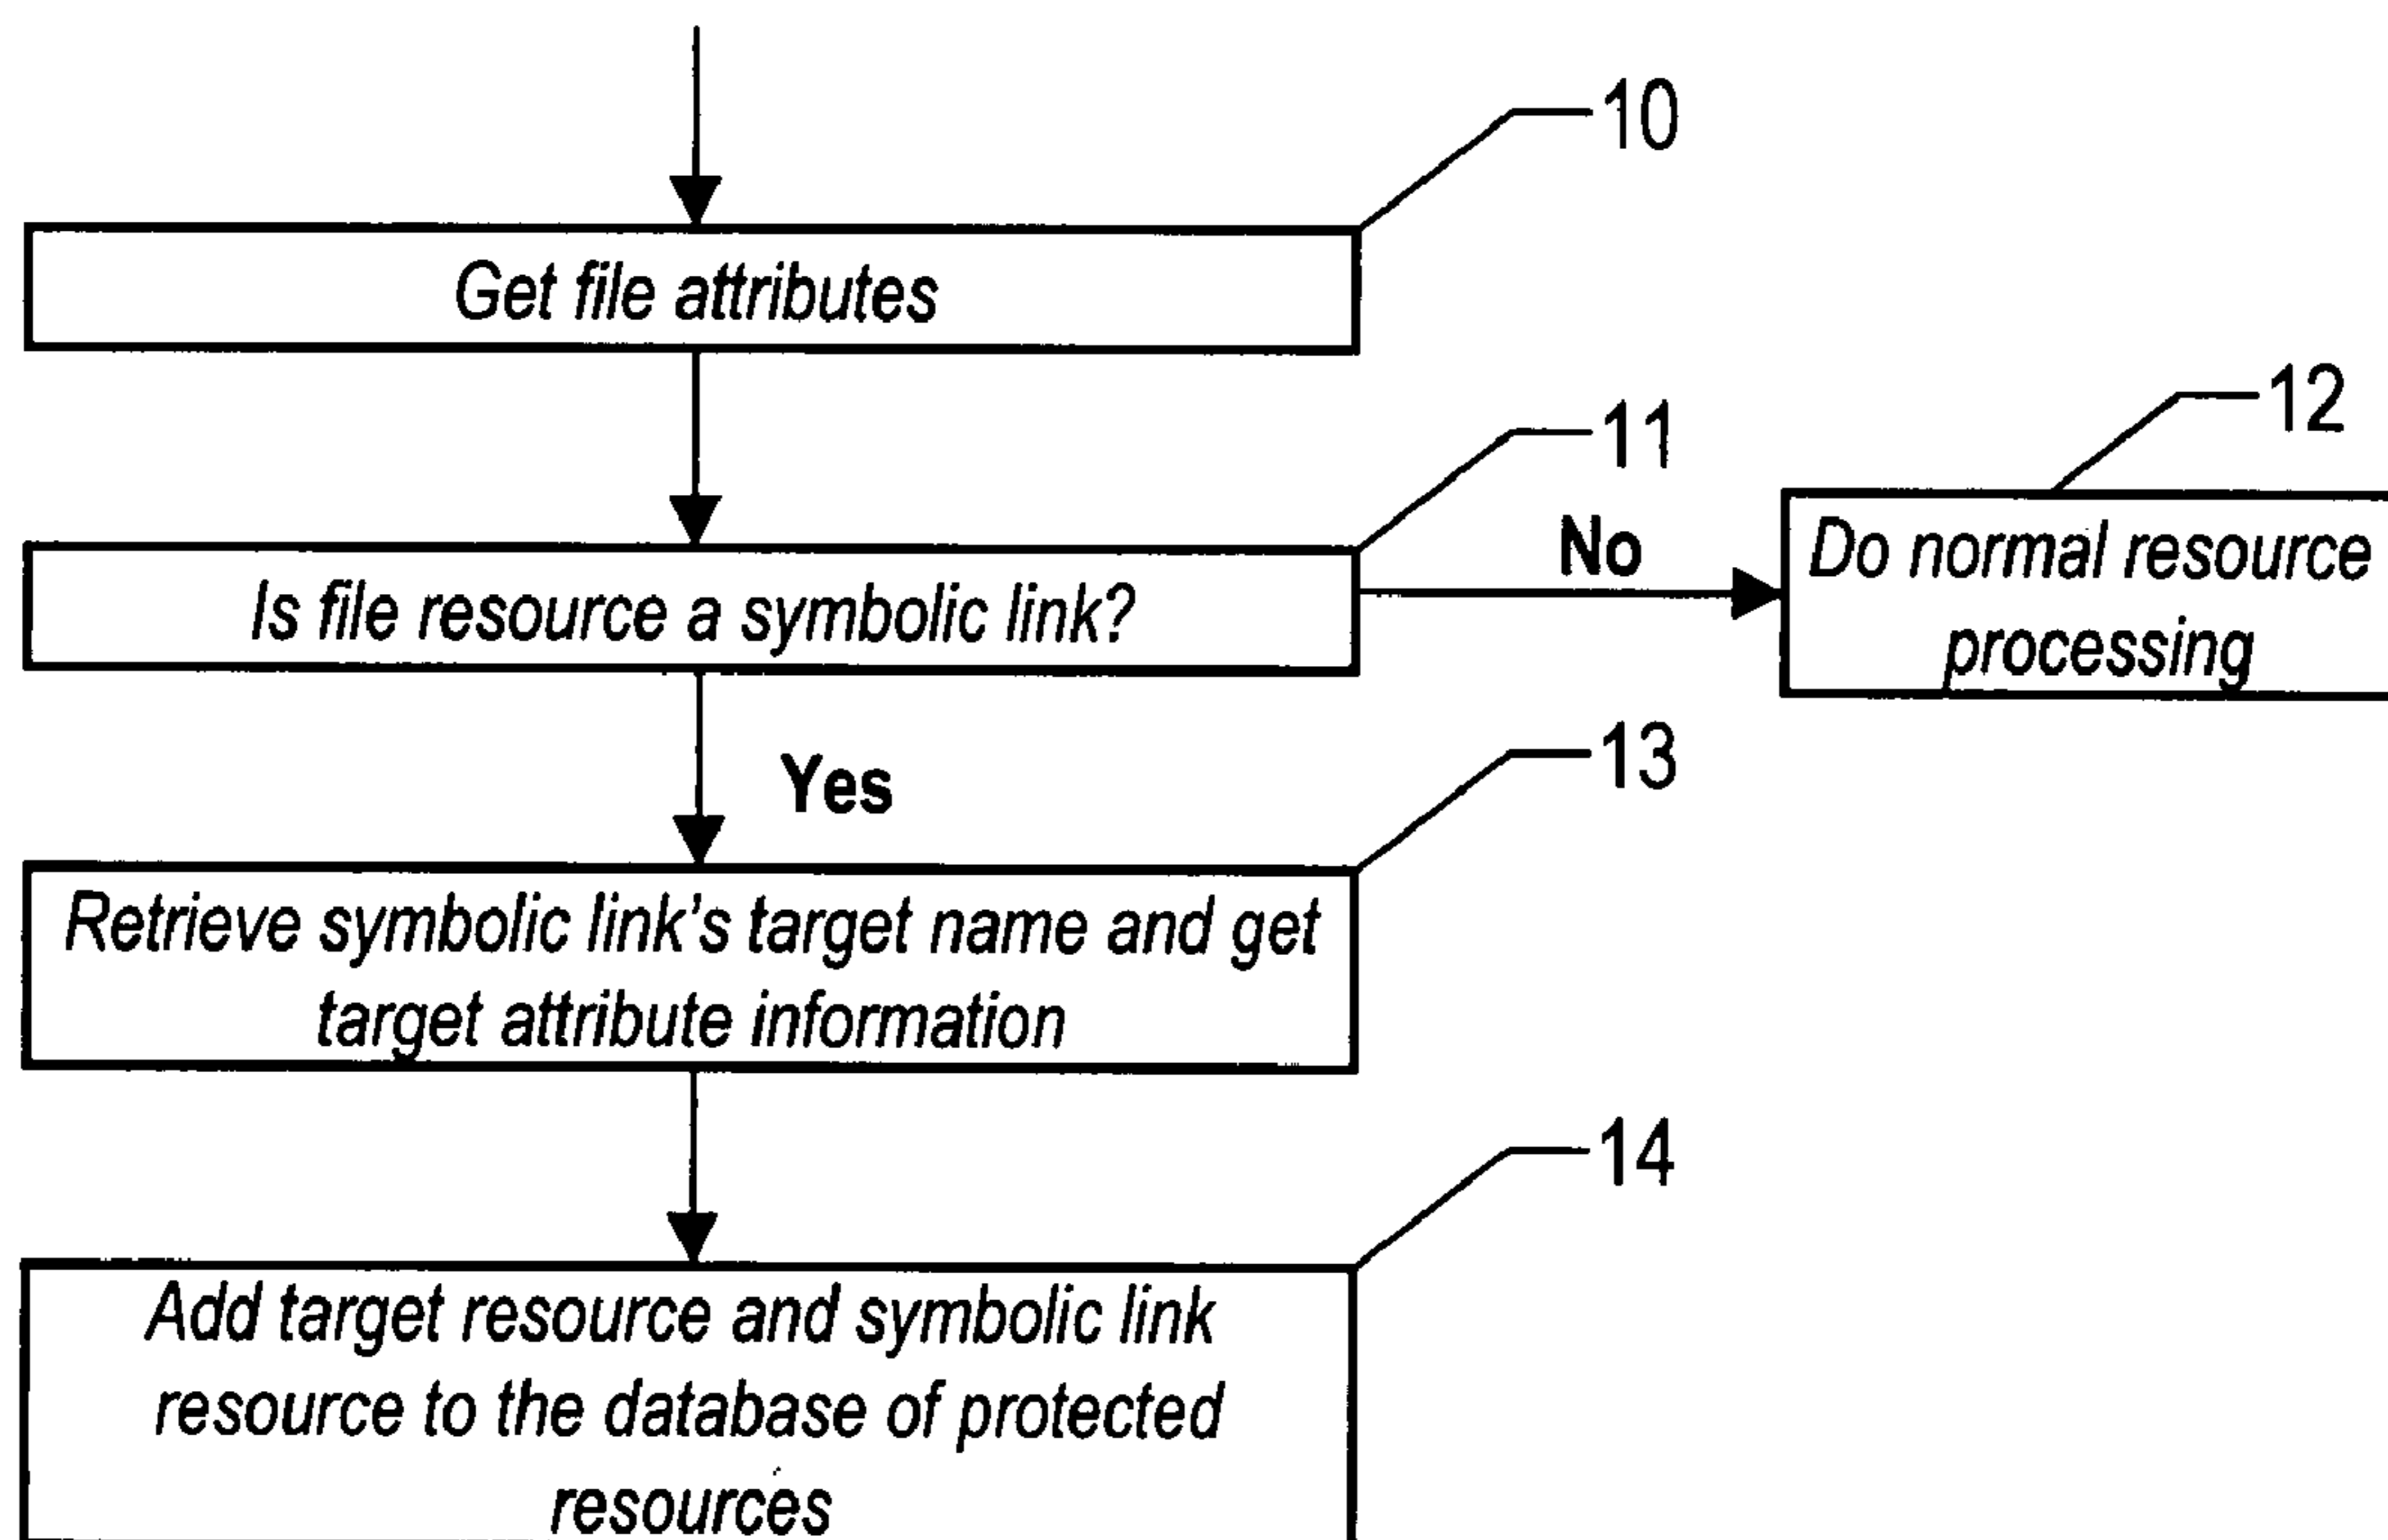 10
Get file attributes
11
Is file resource a symbolic link?
No
12
Do normal resource
processing
Yes
13
Retrieve symbolic link's target name and get
target attribute information
14
Add target resource and symbolic link
resource to the database of protected
resources